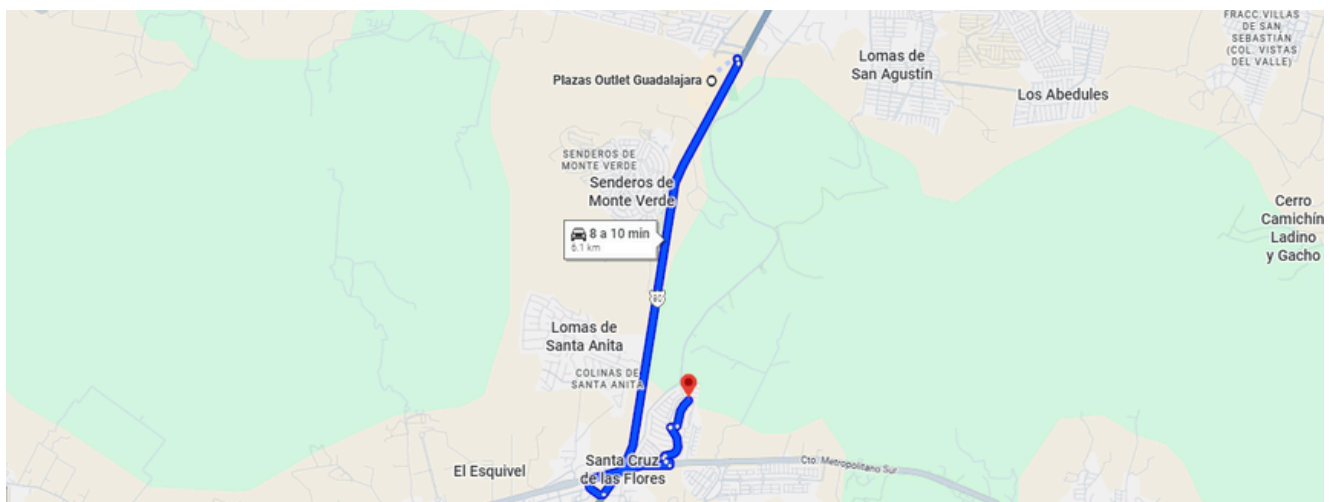 FRACC.VILLAS
DE SAN
SEBASTIÁN
(COL. VISTAS
DEL VALLE)
Lomas de
San Agustín
Plazas Outlet Guadalajara
Los Abedules
SENDEROS DE
MONTE VERDE
Senderos de
Monte Verde
Cerro
Camichín
Ladino
y Gacho
8 a 10 min
6.1 km
80
Lomas de
Santa Anita
COLINAS DE
SANTA ANITA
El Esquivel
Santa Cruz
de las Flores
Cto. Metropolitano Sur